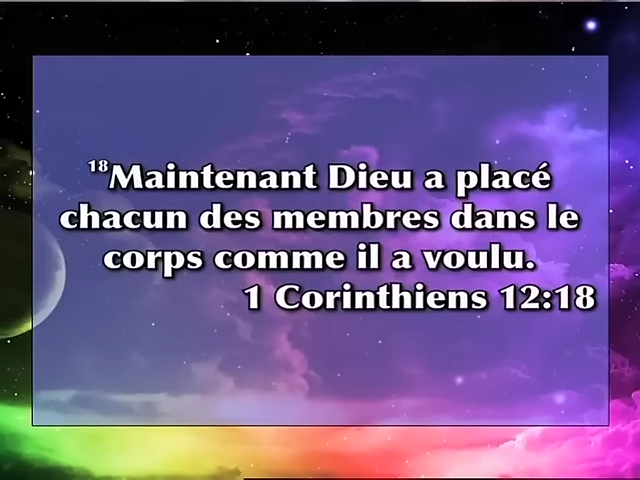 18Maintenant Dieu a placé
chacun des membres dans le
corps comme il a voulu.
1 Corinthiens 12:18